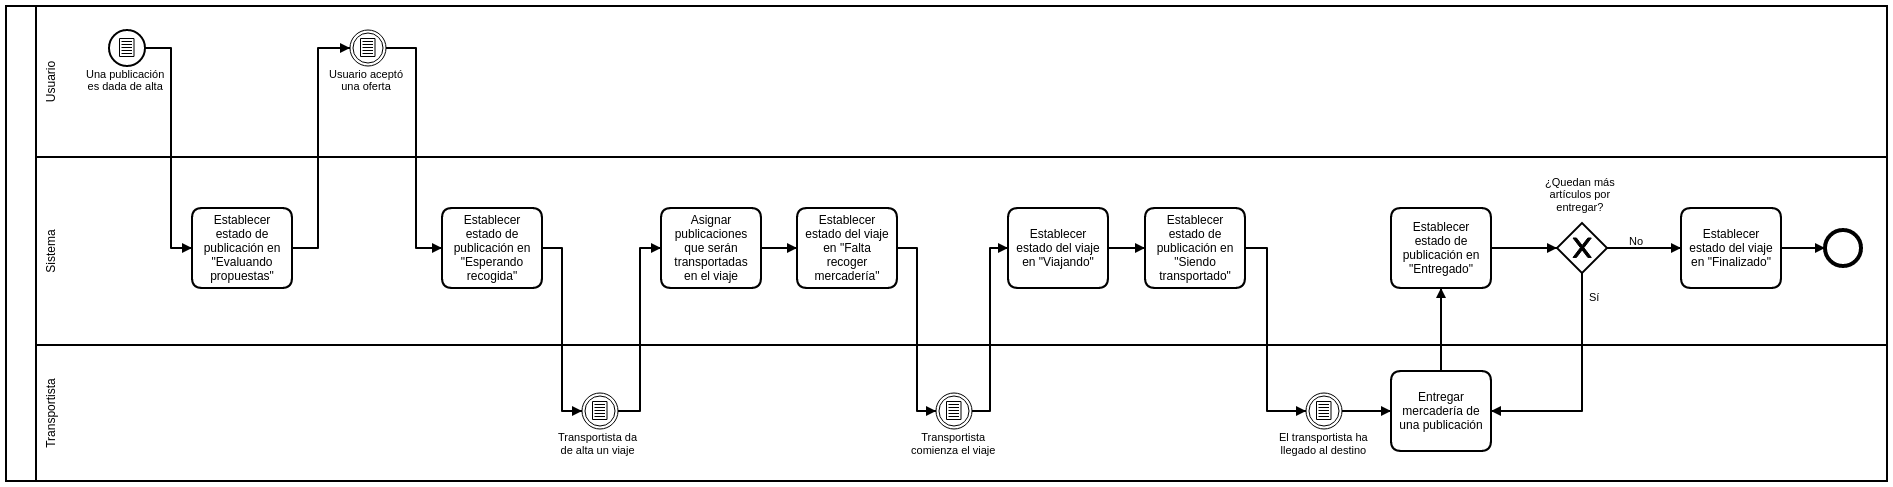 Usuario
Una publicación
es dada de alta
Usuario aceptó
una oferta
Sistema
Establecer
estado de
publicación en
"Evaluando
propuestas"
Establecer
estado de
publicación en
"Esperando
recogida"
Asignar
publicaciones
que serán
transportadas
en el viaje
Establecer
estado del viaje
en "Falta
recoger
mercadería"
Establecer
estado del viaje
en "Viajando"
Establecer
estado de
publicación en
"Siendo
transportado"
Establecer
estado de
publicación en
"Entregado"
¿Quedan más
artículos por
entregar?
No
Sí
Establecer
estado del viaje
en "Finalizado"
Transportista
Transportista da
de alta un viaje
Transportista
comienza el viaje
El transportista ha
llegado al destino
Entregar
mercadería de
una publicación